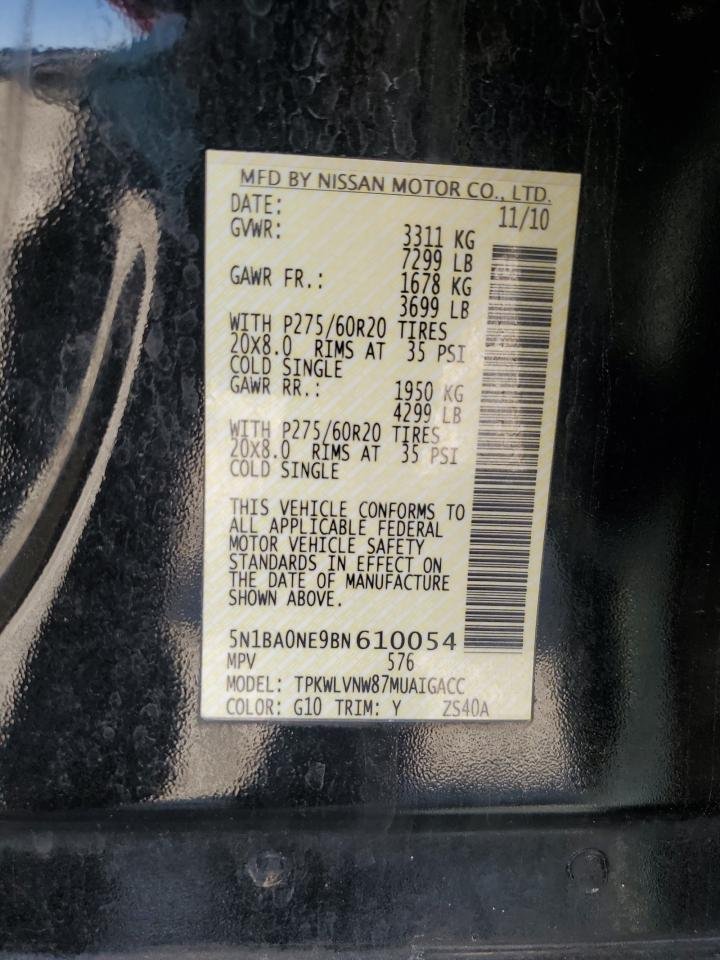 MFD BY NISSAN MOTOR CO., LTD.
DATE: 11/10
GVWR: 3311 KG
7299 LB
GAWR FR.: 1678 KG
3699 LB
WITH P275/60R20 TIRES
20X8.0 RIMS AT 35 PSI
COLD SINGLE
GAWR RR.: 1950 KG
4299 LB
WITH P275/60R20 TIRES
20X8.0 RIMS AT 35 PSI
COLD SINGLE
THIS VEHICLE CONFORMS TO
ALL APPLICABLE FEDERAL
MOTOR VEHICLE SAFETY
STANDARDS IN EFFECT ON
THE DATE OF MANUFACTURE
SHOWN ABOVE.
5N1BA0NE9BN610054
MPV 576
MODEL: TPKWLVNW87MUAIGACC
COLOR: G10 TRIM: Y ZS40A